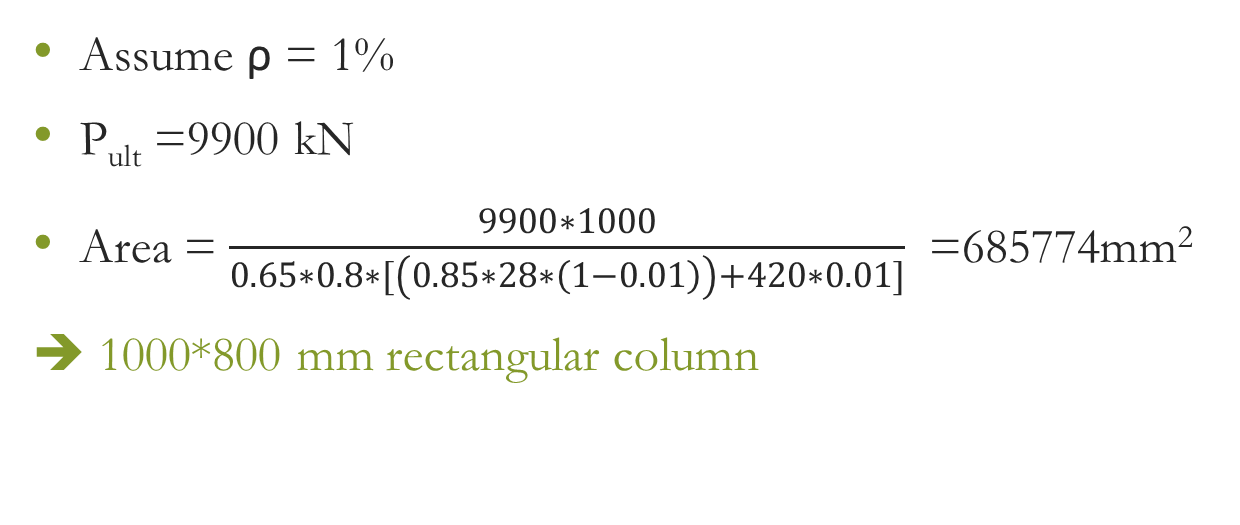 • Assume ρ = 1%
• Pult =9900 kN
• Area = 9900*1000 / 0.65*0.8*[(0.85*28*(1−0.01))+420*0.01] =685774mm²
➔ 1000*800 mm rectangular column